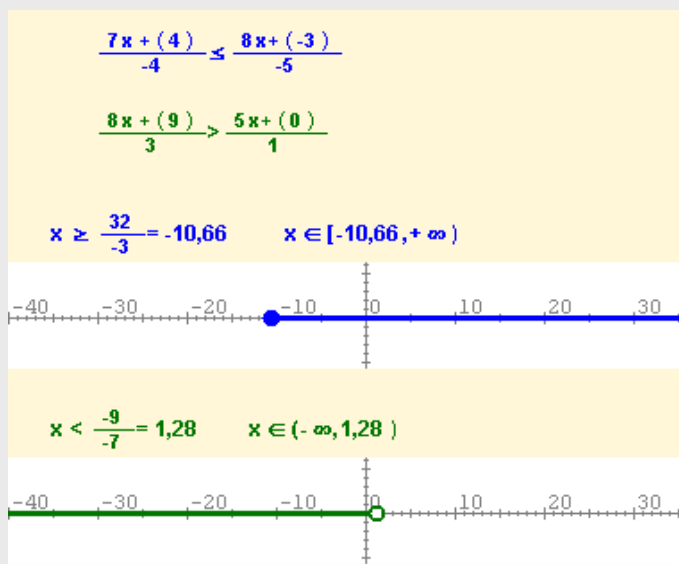 7x + ( 4 ) / -4 ≤ 8x+ ( -3 ) / -5
8x + ( 9 ) / 3 > 5x+ ( 0 ) / 1
x ≥ 32 / -3 = -10,66 x ∈ [ -10,66 ,+ ∞ )
-40 -30 -20 -10 0 10 20 30
x < -9 / -7 = 1,28 x ∈ (- ∞, 1,28 )
-40 -30 -20 -10 0 10 20 30